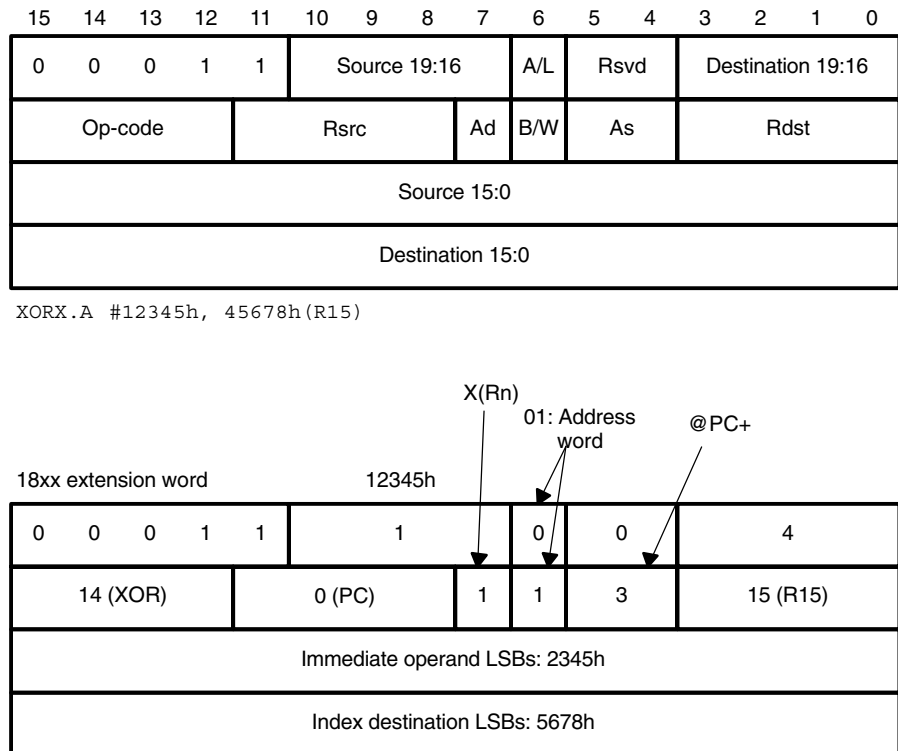 15 14 13 12 11 10 9 8 7 6 5 4 3 2 1 0
0 0 0 1 1 Source 19:16 A/L Rsvd Destination 19:16
Op-code Rsrc Ad B/W As Rdst
Source 15:0
Destination 15:0
XORX.A #12345h, 45678h(R15)
X(Rn)
01: Address
word
@PC+
18xx extension word 12345h
0 0 0 1 1 1 0 0 4
14 (XOR) 0 (PC) 1 1 3 15 (R15)
Immediate operand LSBs: 2345h
Index destination LSBs: 5678h